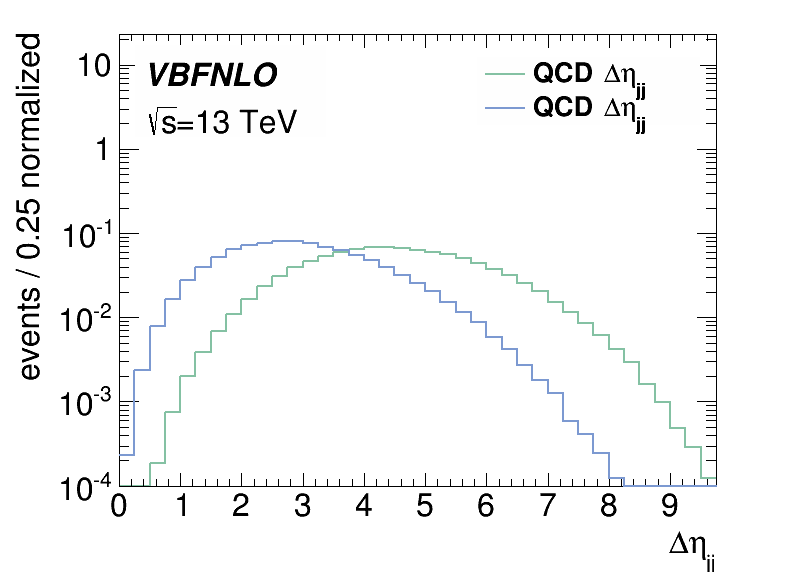 events / 0.25 normalized
10
1
10⁻¹
10⁻²
10⁻³
10⁻⁴
VBFNLO
√s=13 TeV
QCD Δη_jj
QCD Δη_jj
0 1 2 3 4 5 6 7 8 9
Δη_jj